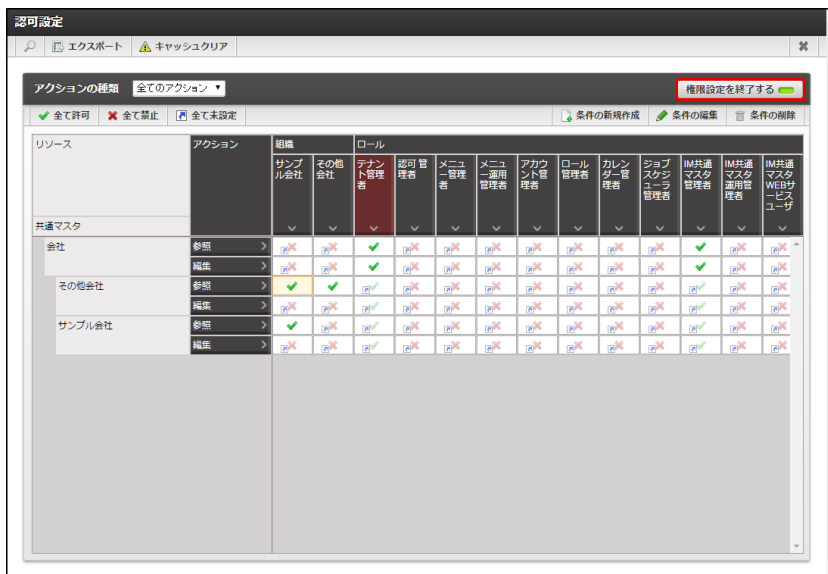 認可設定
エクスポート キャッシュクリア
アクションの種類 全てのアクション 権限設定を終了する
全て許可 全て禁止 全て未設定 条件の新規作成 条件の編集 条件の削除
リソース アクション 組織 ロール
サンプル会社 その他会社 テナント管理者 認可管理者 メニュー管理者 メニュー運用管理者 アカウント管理者 ロール管理者 カレンダー管理者 ジョブスケジューラ管理者 IM共通マスタ管理者 IM共通マスタ運用管理者 IM共通マスタWEBサービスユーザ
共通マスタ
会社 参照
編集
その他会社 参照
編集
サンプル会社 参照
編集